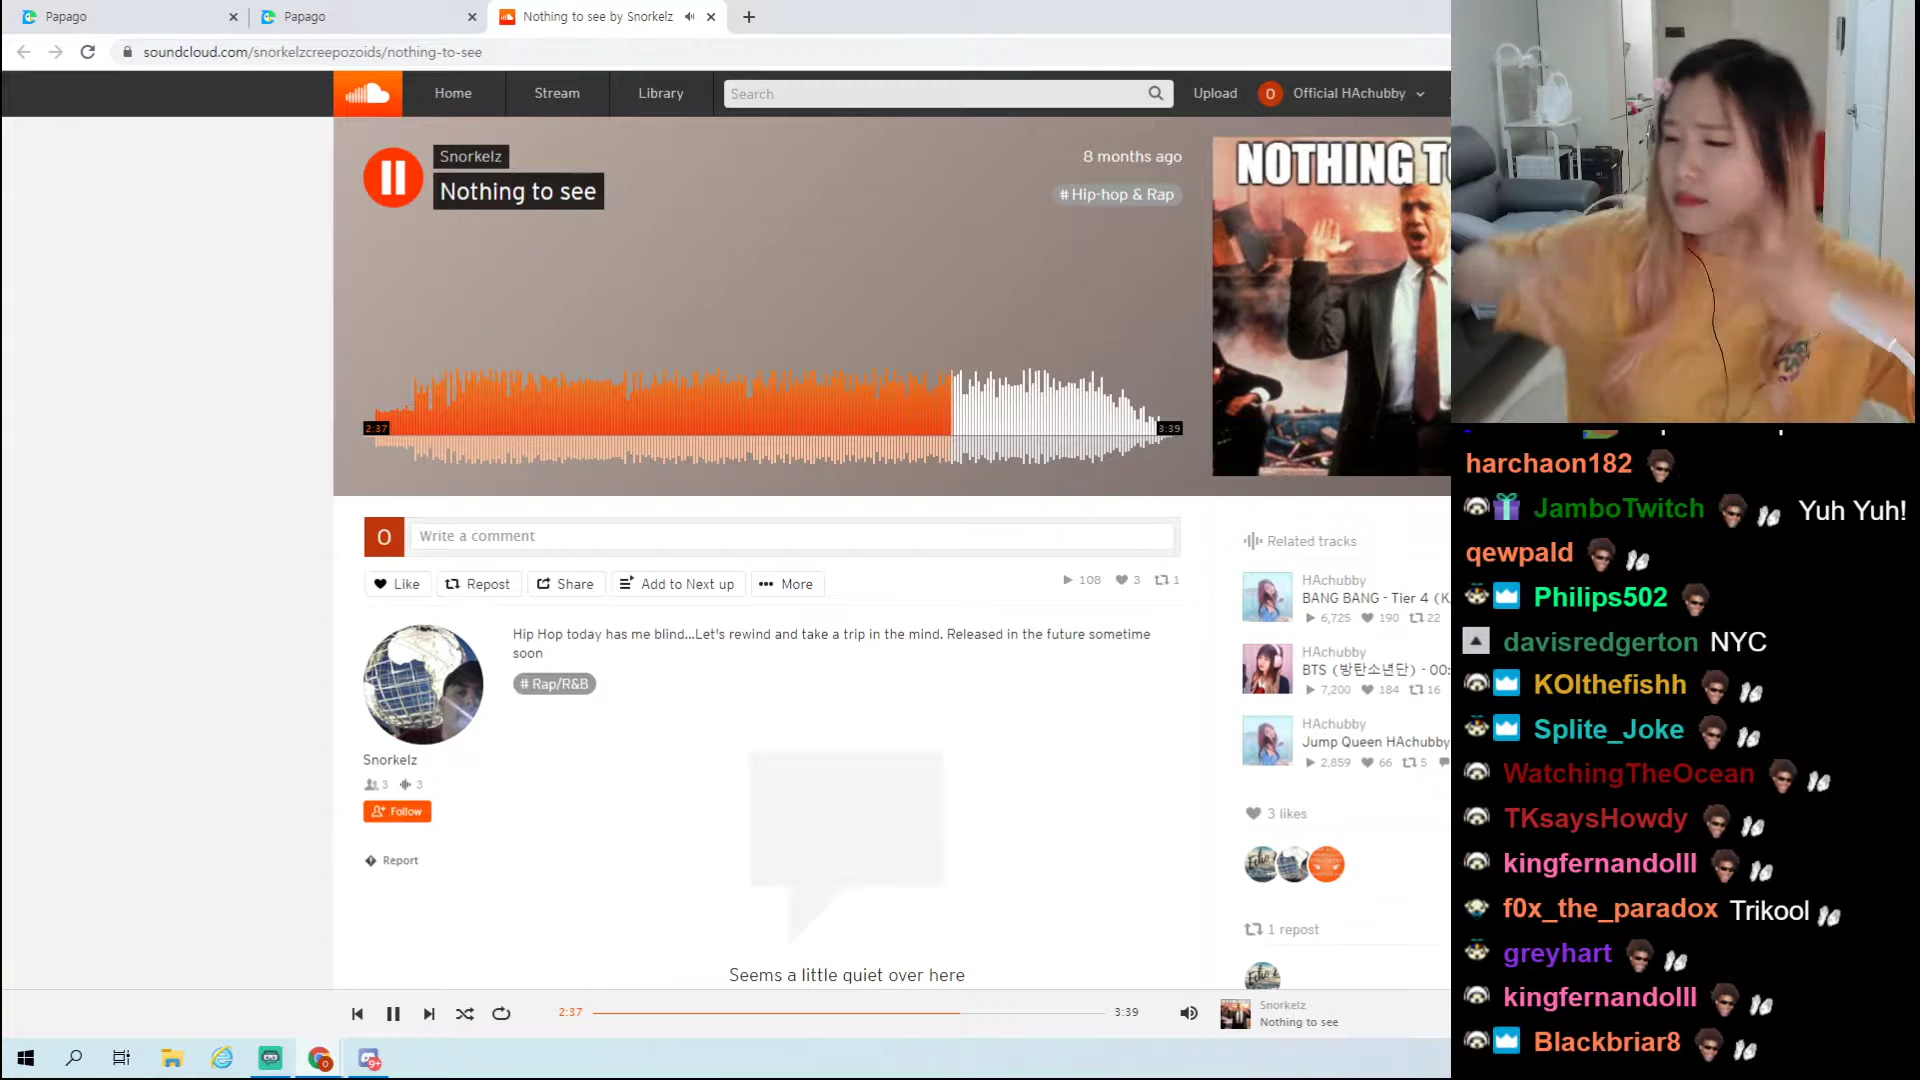 Papago
Papago
Nothing to see by Snorkelz
soundcloud.com/snorkelzcreepozoids/nothing-to-see
Home
Stream
Library
Search
Upload
O
Official HAchubby
Snorkelz
Nothing to see
8 months ago
# Hip-hop & Rap
NOTHING T
2:37
3:39
O
Write a comment
Like
Repost
Share
Add to Next up
More
108
3
1
Hip Hop today has me blind...Let's rewind and take a trip in the mind. Released in the future sometime
soon
# Rap/R&B
Snorkelz
3
3
Follow
Report
Seems a little quiet over here
Related tracks
HAchubby
BANG BANG - Tier 4 (K
6,725
190
22
HAchubby
BTS (방탄소년단) - 00:
7,200
184
16
HAchubby
Jump Queen HAchubby
2,859
66
5
3 likes
1 repost
2:37
3:39
Snorkelz
Nothing to see
9+
harchaon182
JamboTwitch Yuh Yuh!
qewpald
Philips502
davisredgerton NYC
KOIthefishh
Splite_Joke
WatchingTheOcean
TKsaysHowdy
kingfernandolll
f0x_the_paradox Trikool
greyhart
kingfernandolll
Blackbriar8